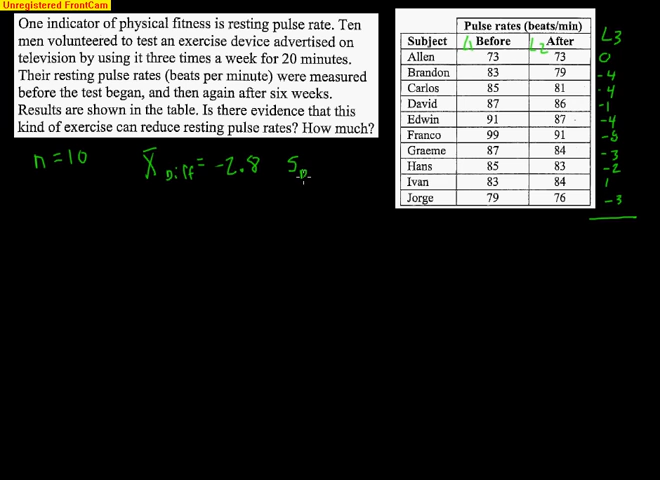 Unregistered FrontCam
One indicator of physical fitness is resting pulse rate. Ten
men volunteered to test an exercise device advertised on
television by using it three times a week for 20 minutes.
Their resting pulse rates (beats per minute) were measured
before the test began, and then again after six weeks.
Results are shown in the table. Is there evidence that this
kind of exercise can reduce resting pulse rates? How much?
n = 10 X̄ Diff = -2.8 S D
Pulse rates (beats/min)
Subject L1 Before L2 After L3
Allen 73 73 0
Brandon 83 79 -4
Carlos 85 81 -4
David 87 86 -1
Edwin 91 87 -4
Franco 99 91 -8
Graeme 87 84 -3
Hans 85 83 -2
Ivan 83 84 1
Jorge 79 76 -3